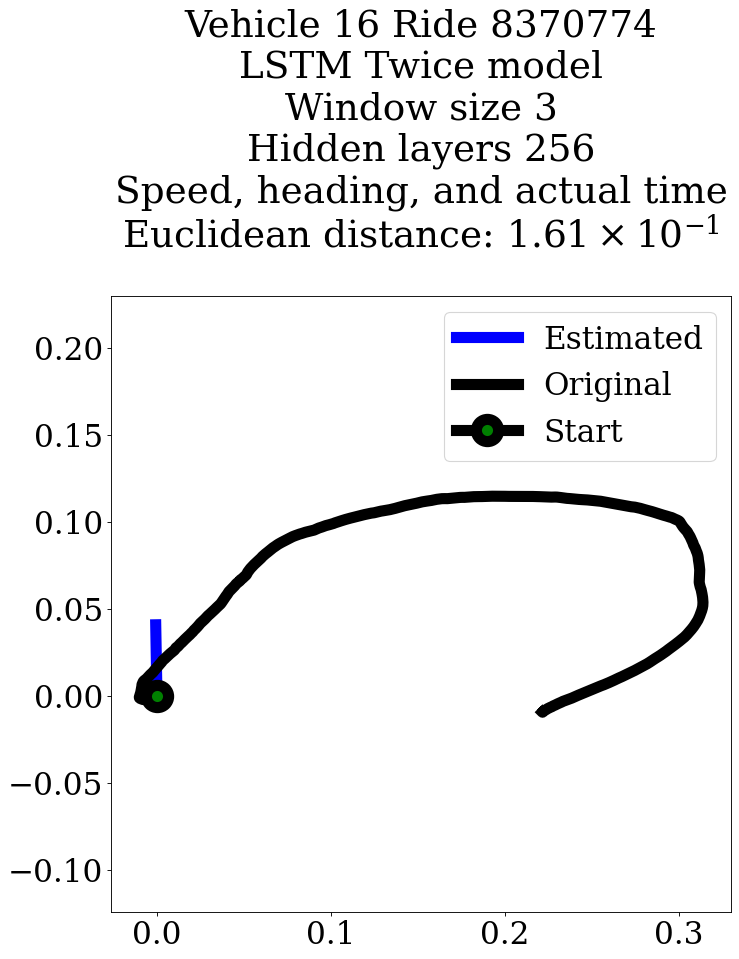 Vehicle 16 Ride 8370774
LSTM Twice model
Window size 3
Hidden layers 256
Speed, heading, and actual time
Euclidean distance: 1.61 × 10⁻¹
Estimated
Original
Start
0.20
0.15
0.10
0.05
0.00
−0.05
−0.10
0.0 0.1 0.2 0.3